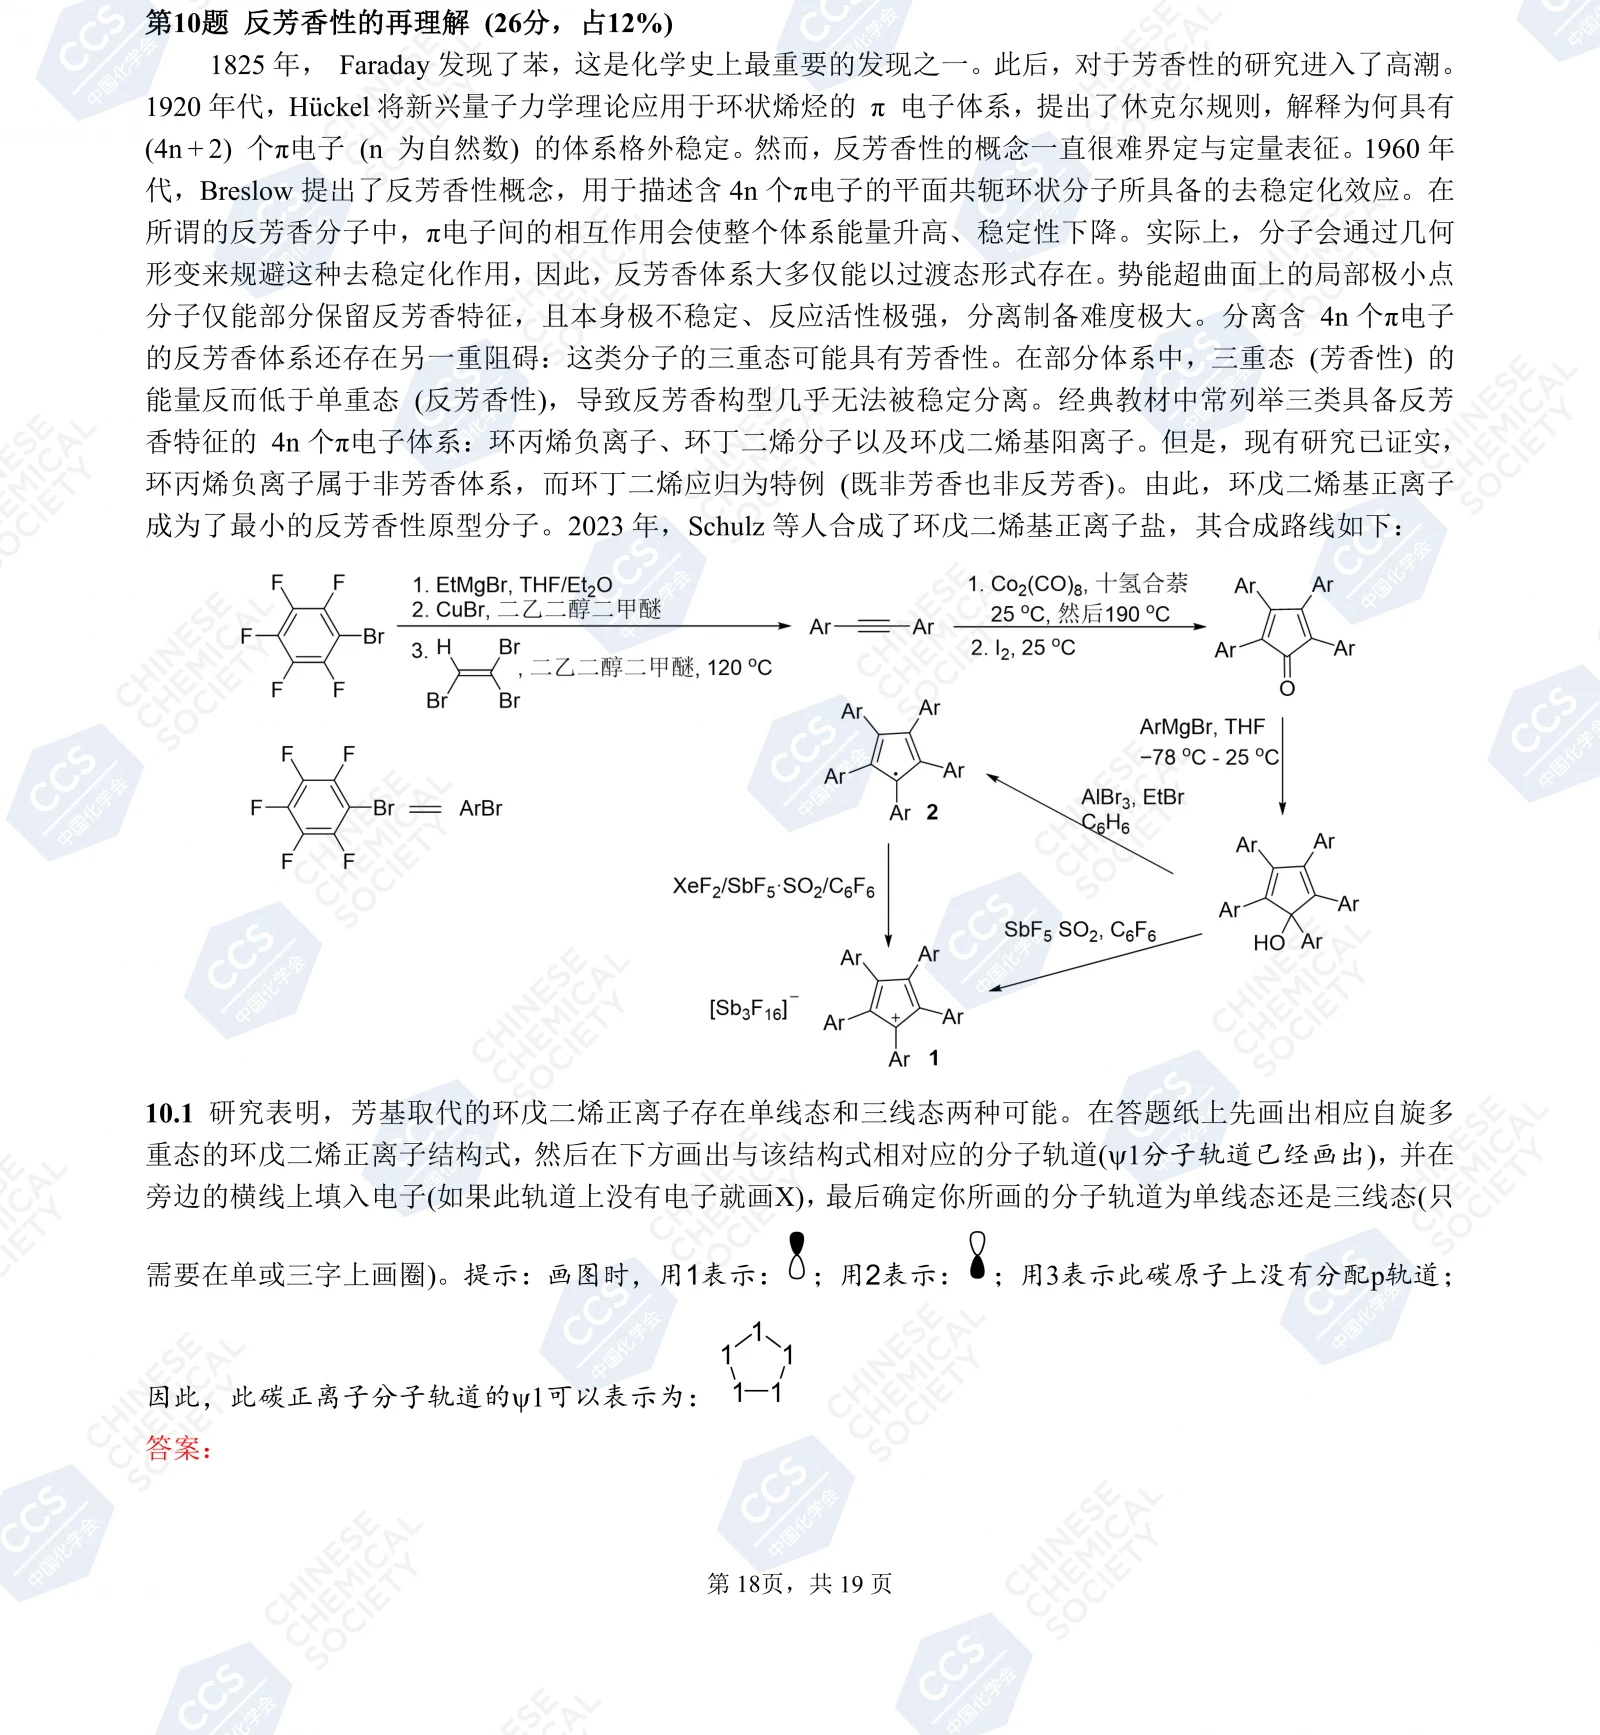 第10题 反芳香性的再理解 (26分，占12%)
1825 年， Faraday 发现了苯，这是化学史上最重要的发现之一。此后，对于芳香性的研究进入了高潮。
1920 年代，Hückel 将新兴量子力学理论应用于环状烯烃的 π 电子体系，提出了休克尔规则，解释为何具有
(4n + 2) 个π电子 (n 为自然数) 的体系格外稳定。然而，反芳香性的概念一直很难界定与定量表征。1960 年
代，Breslow 提出了反芳香性概念，用于描述含 4n 个π电子的平面共轭环状分子所具备的去稳定化效应。在
所谓的反芳香分子中，π电子间的相互作用会使整个体系能量升高、稳定性下降。实际上，分子会通过几何
形变来规避这种去稳定化作用，因此，反芳香体系大多仅能以过渡态形式存在。势能超曲面上的局部极小点
分子仅能部分保留反芳香特征，且本身极不稳定、反应活性极强，分离制备难度极大。分离含 4n 个π电子
的反芳香体系还存在另一重阻碍：这类分子的三重态可能具有芳香性。在部分体系中，三重态 (芳香性) 的
能量反而低于单重态 (反芳香性)，导致反芳香构型几乎无法被稳定分离。经典教材中常列举三类具备反芳
香特征的 4n 个π电子体系：环丙烯负离子、环丁二烯分子以及环戊二烯基阳离子。但是，现有研究已证实，
环丙烯负离子属于非芳香体系，而环丁二烯应归为特例 (既非芳香也非反芳香)。由此，环戊二烯基正离子
成为了最小的反芳香性原型分子。2023 年，Schulz 等人合成了环戊二烯基正离子盐，其合成路线如下：
F F
F Br
F F
1. EtMgBr, THF/Et2O
2. CuBr, 二乙二醇二甲醚
3. H Br
Br Br
, 二乙二醇二甲醚, 120 ºC
Ar Ar
1. Co2(CO)8, 十氢合萘
25 ºC, 然后190 ºC
2. I2, 25 ºC
Ar Ar
Ar Ar
O
F F
F Br ArBr
F F
ArMgBr, THF
−78 ºC - 25 ºC
Ar Ar
Ar Ar
Ar 2
AlBr3, EtBr
C6H6
Ar Ar
Ar Ar
HO Ar
XeF2/SbF5·SO2/C6F6
SbF5 SO2, C6F6
[Sb3F16]−
Ar Ar
Ar + Ar
Ar 1
10.1 研究表明，芳基取代的环戊二烯正离子存在单线态和三线态两种可能。在答题纸上先画出相应自旋多
重态的环戊二烯正离子结构式，然后在下方画出与该结构式相对应的分子轨道(ψ1分子轨道已经画出)，并在
旁边的横线上填入电子(如果此轨道上没有电子就画X)，最后确定你所画的分子轨道为单线态还是三线态(只
需要在单或三字上画圈)。提示：画图时，用1表示： ；用2表示： ；用3表示此碳原子上没有分配p轨道；
因此，此碳正离子分子轨道的ψ1可以表示为：
1
1 1
1 1
答案：
第 18页，共 19 页
CCS
中国化学会
CHINESE
CHEMICAL
SOCIETY